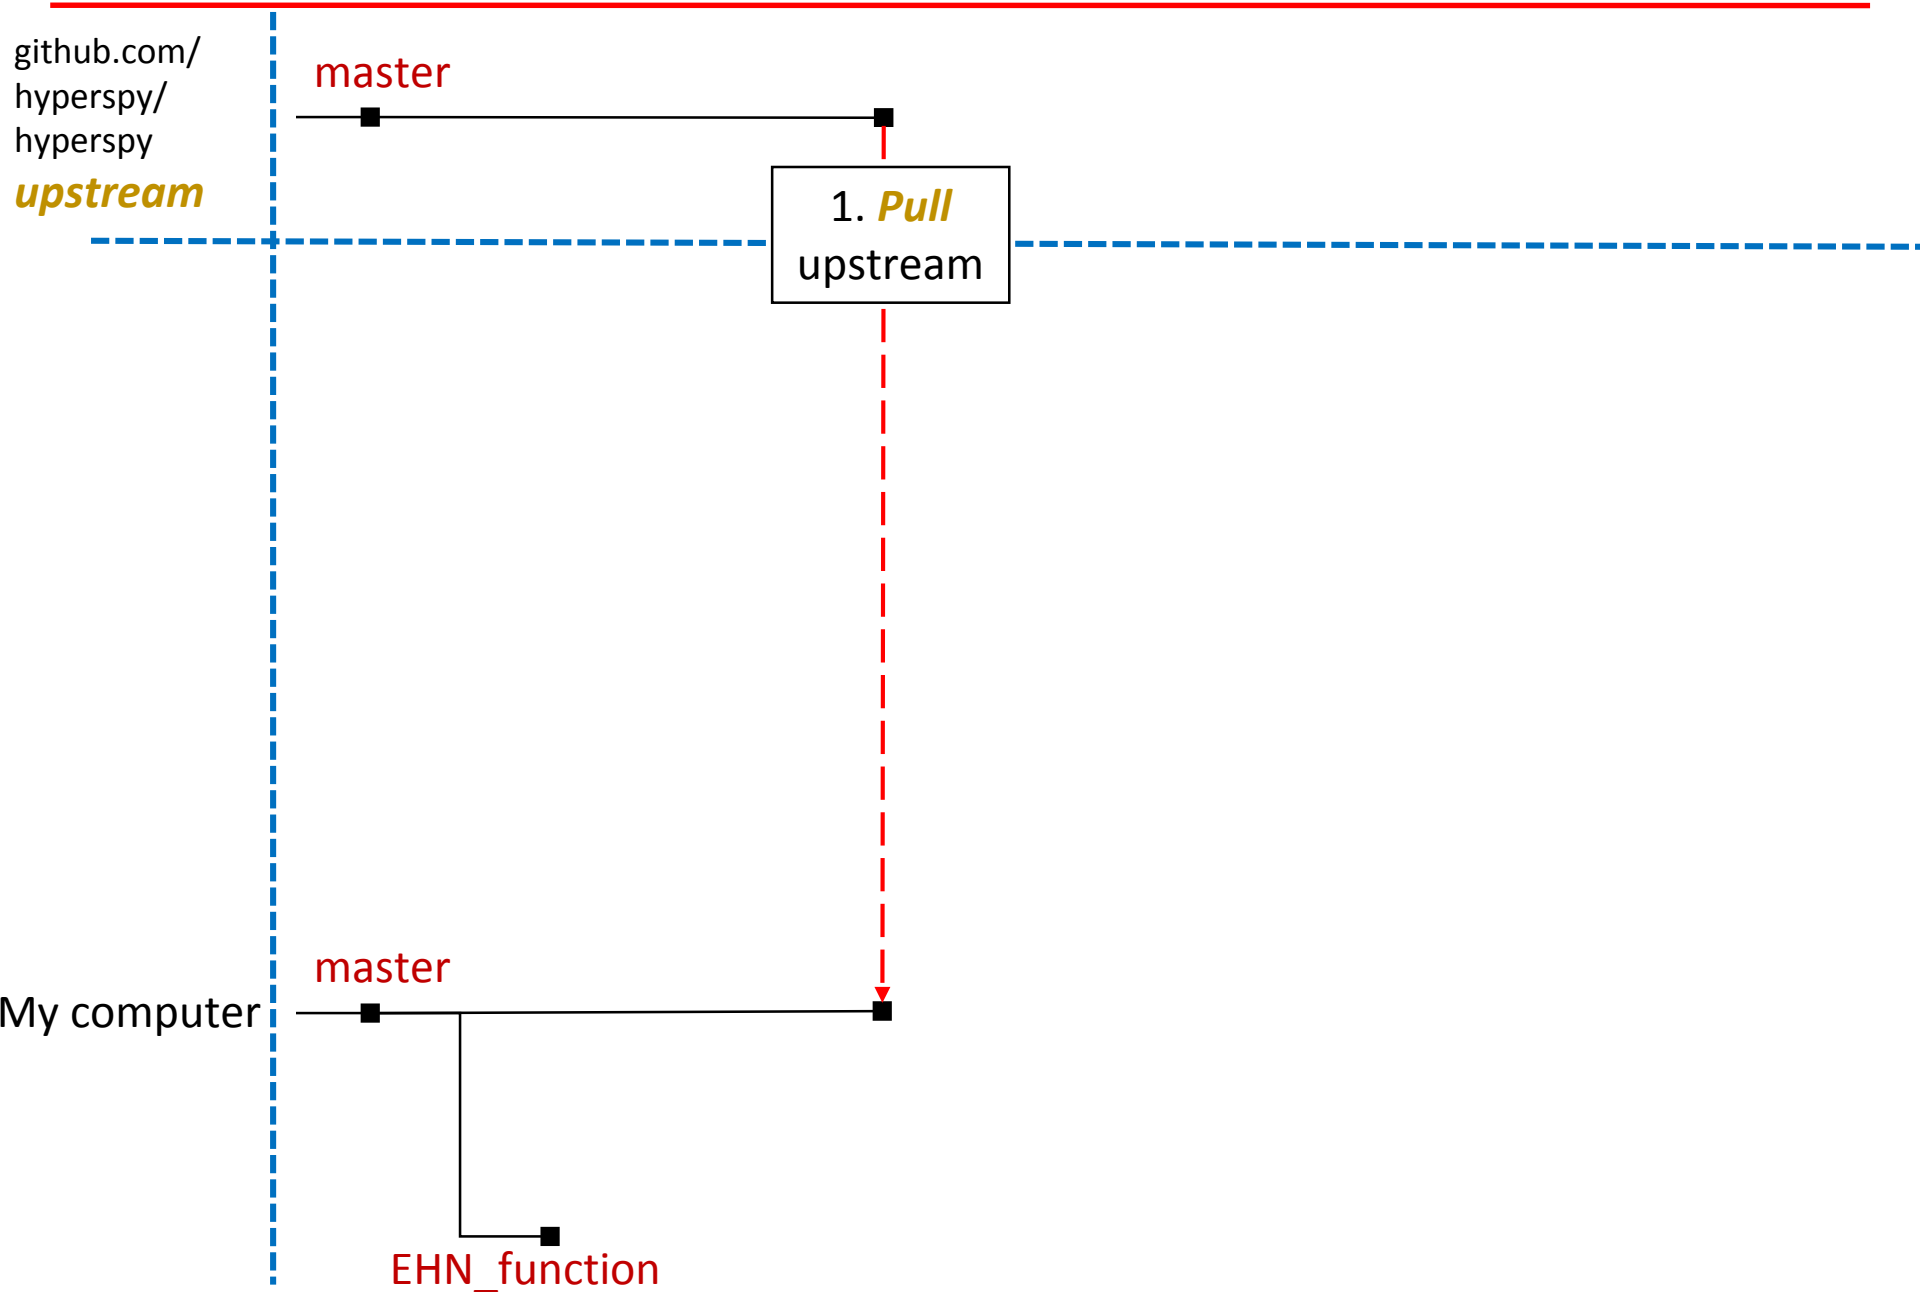 github.com/
hyperspy/
hyperspy
upstream
master
1. Pull
upstream
master
My computer
EHN_function